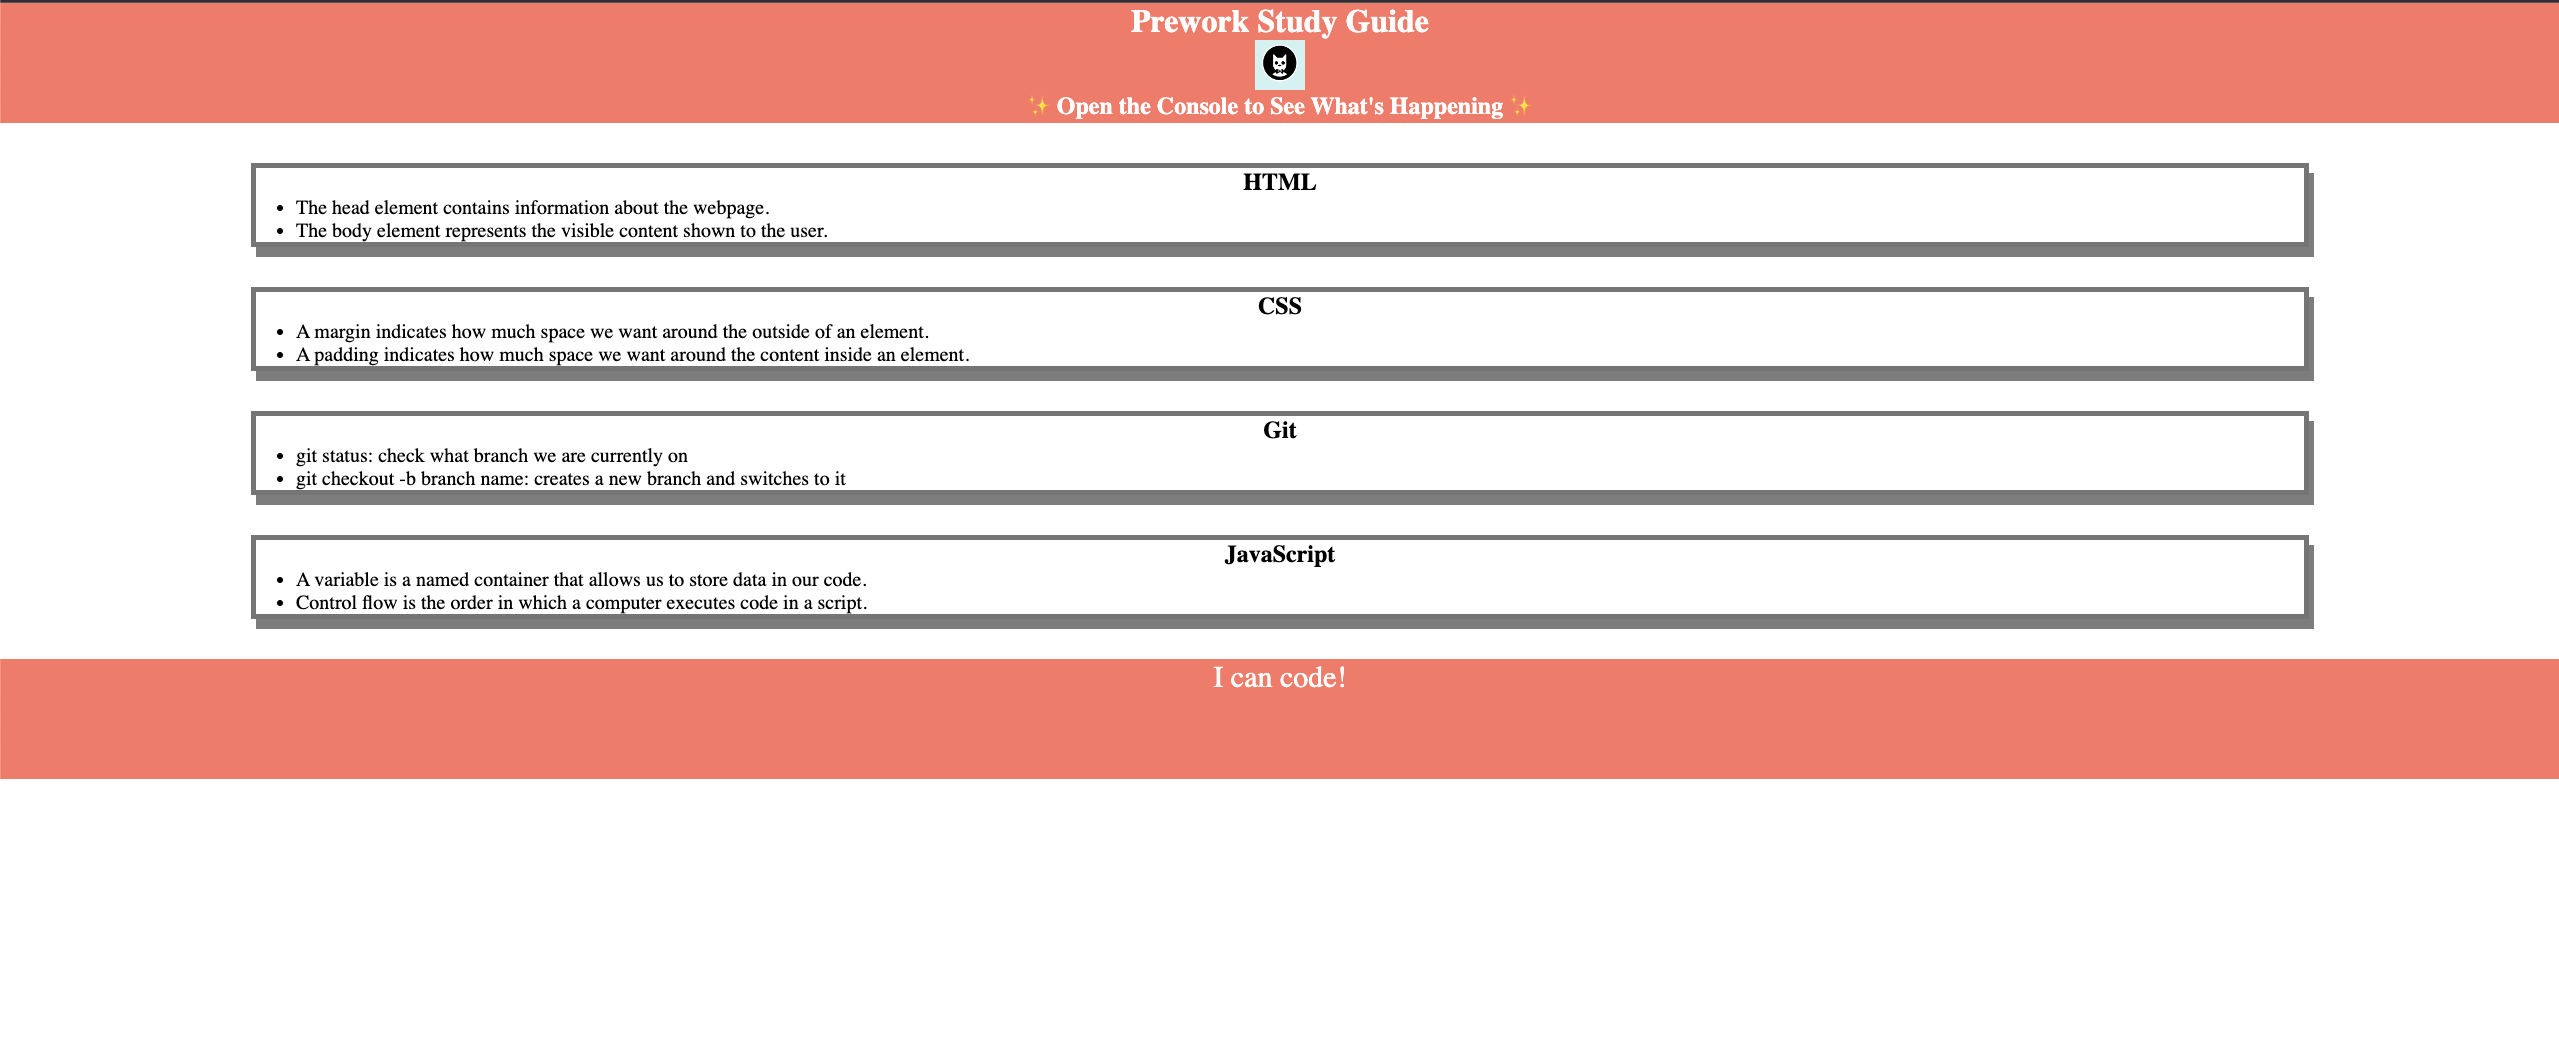 Prework Study Guide
✨ Open the Console to See What's Happening ✨
HTML
• The head element contains information about the webpage.
• The body element represents the visible content shown to the user.
CSS
• A margin indicates how much space we want around the outside of an element.
• A padding indicates how much space we want around the content inside an element.
Git
• git status: check what branch we are currently on
• git checkout -b branch name: creates a new branch and switches to it
JavaScript
• A variable is a named container that allows us to store data in our code.
• Control flow is the order in which a computer executes code in a script.
I can code!